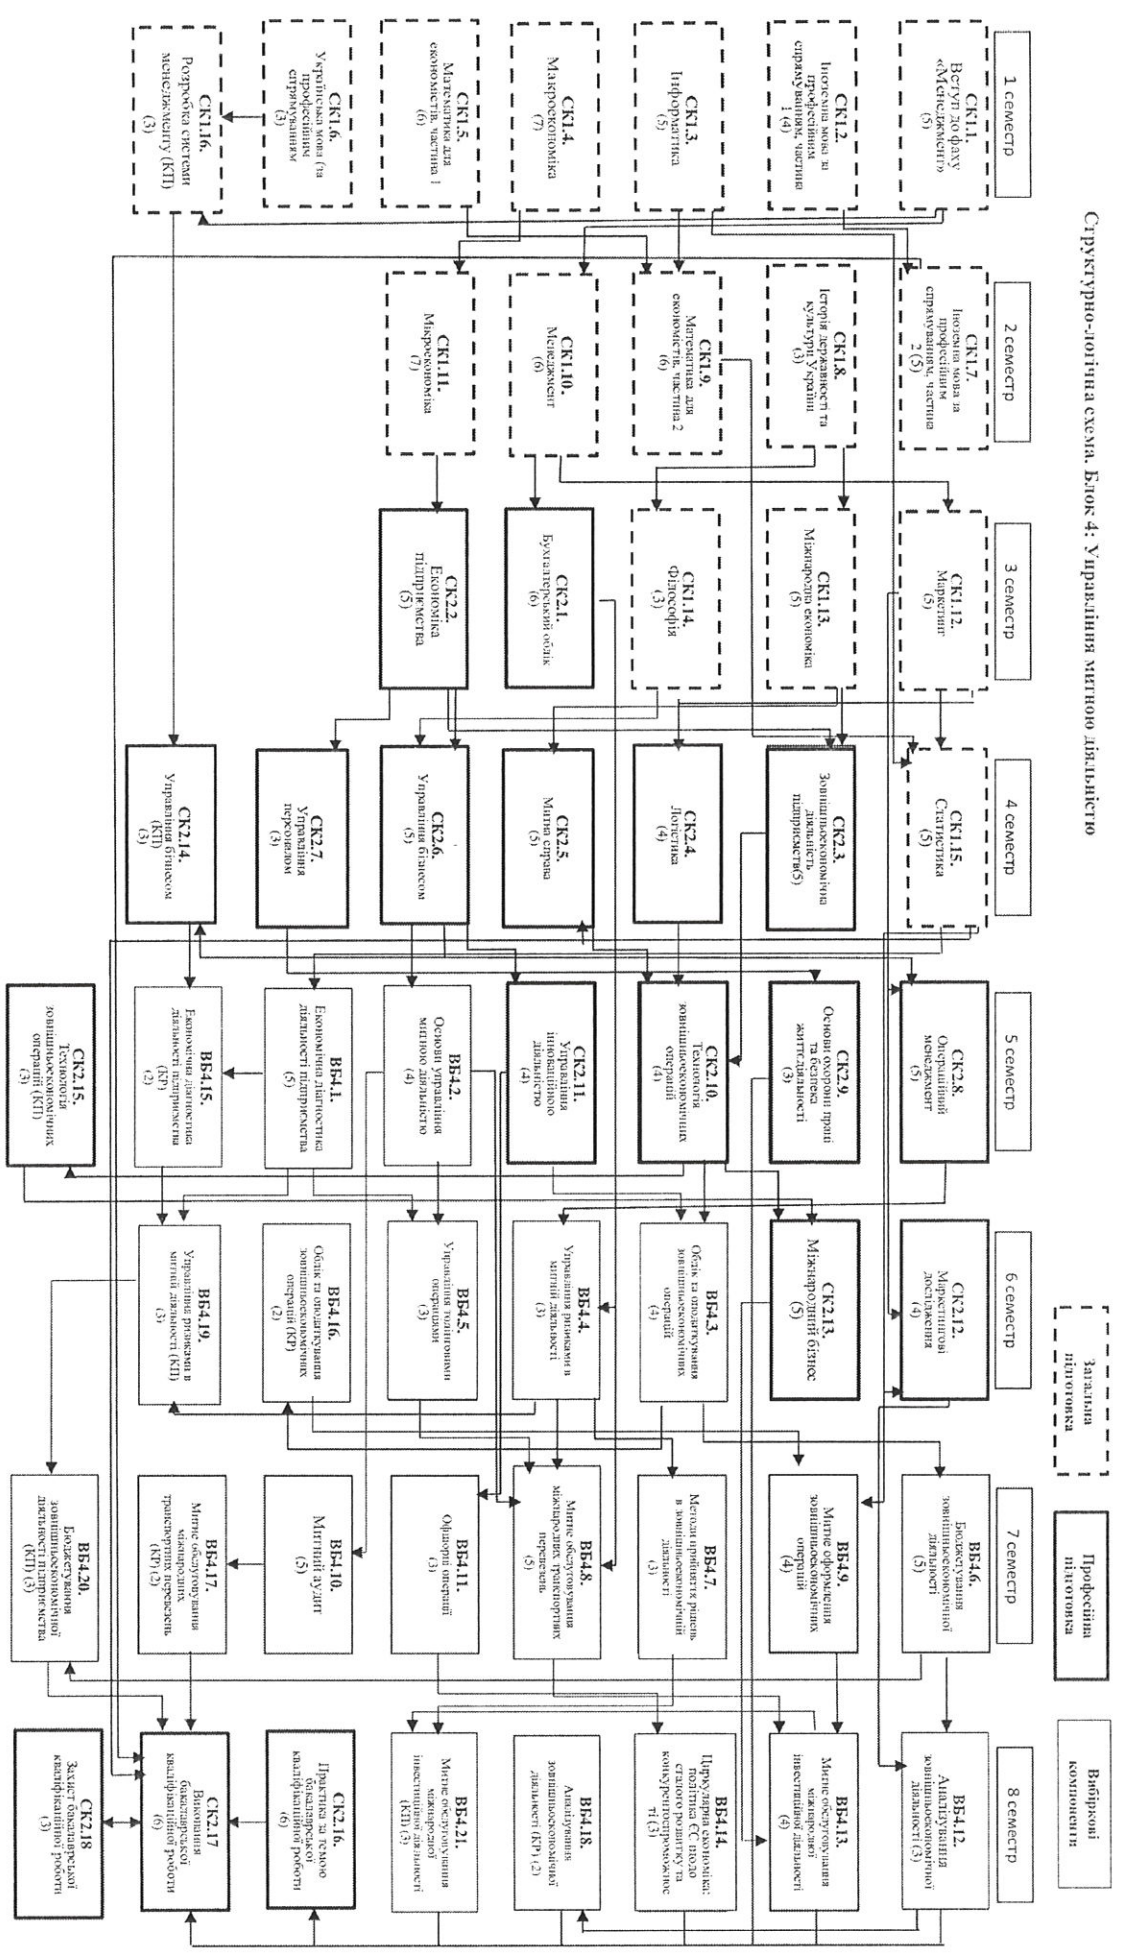 Структурно-логічна схема. Блок 4: Управління митною діяльністю
Загальна
підготовка
Професійна
підготовка
Вибіркові
компоненти
1 семестр
СК1.1.
Вступ до фаху
«Менеджмент»
(5)
СК1.2.
Іноземна мова за
професійним
спрямуванням, частина
1 (4)
СК1.3.
Інформатика
(5)
СК1.4.
Макроекономіка
(7)
СК1.5.
Математика для
економістів, частина 1
(6)
СК1.6.
Українська мова (за
професійним
спрямуванням
(3)
СК1.16.
Розробка системи
менеджменту (КП)
(3)
2 семестр
СК1.7.
Іноземна мова за
професійним
спрямуванням, частина
2 (5)
СК1.8.
Історія державності та
культури України
(3)
СК1.9.
Математика для
економістів, частина 2
(6)
СК1.10.
Менеджмент
(6)
СК1.11.
Мікроекономіка
(7)
3 семестр
СК1.12.
Маркетинг
(5)
СК1.13.
Міжнародна економіка
(5)
СК1.14.
Філософія
(3)
СК2.1.
Бухгалтерський облік
(6)
СК2.2.
Економіка
підприємства
(5)
4 семестр
СК1.15.
Статистика
(5)
СК2.3.
Зовнішньоекономічна
діяльність
підприємств(5)
СК2.4.
Логістика
(4)
СК2.5.
Митна справа
(5)
СК2.6.
Управління бізнесом
(5)
СК2.7.
Управління
персоналом
(3)
СК2.14.
Управління бізнесом
(КП)
(3)
5 семестр
СК2.8.
Операційний
менеджмент
(5)
СК2.9.
Основи охорони праці
та безпека
життєдіяльності
(3)
СК2.10.
Технологія
зовнішньоекономічних
операцій
(4)
СК2.11.
Управління
інноваційною
діяльністю
(4)
ВБ4.2.
Основи управління
митною діяльністю
(4)
ВБ4.1.
Економічна діагностика
діяльності підприємства
(5)
ВБ4.15.
Економічна діагностика
діяльності підприємства
(КР)
(2)
СК2.15.
Технологія
зовнішньоекономічних
операцій (КП)
(3)
6 семестр
СК2.12.
Маркетингові
дослідження
(4)
СК2.13.
Міжнародний бізнес
(5)
ВБ4.3.
Облік та оподаткування
зовнішньоекономічних
операцій
(4)
ВБ4.4.
Управління ризиками в
митній діяльності
(3)
ВБ4.5.
Управління толінговими
операціями
(3)
ВБ4.16.
Облік та оподаткування
зовнішньоекономічних
операцій (КР)
(2)
ВБ4.19.
Управління ризиками в
митній діяльності (КП)
(3)
7 семестр
ВБ4.6.
Бюджетування
зовнішньоекономічної
діяльності
(5)
ВБ4.9.
Митне оформлення
зовнішньоекономічних
операцій
(4)
ВБ4.7.
Методи прийняття рішень
в зовнішньоекономічній
діяльності
(3)
ВБ4.8.
Митне обслуговування
міжнародних транспортних
перевезень
(5)
ВБ4.11.
Офшорні операції
(3)
ВБ4.10.
Митний аудит
(5)
ВБ4.17.
Митне обслуговування
міжнародних
транспортних перевезень
(КР) (2)
ВБ4.20.
Бюджетування
зовнішньоекономічної
діяльності підприємства
(КП) (3)
8 семестр
ВБ4.12.
Аналізування
зовнішньоекономічної
діяльності (3)
ВБ4.13.
Митне обслуговування
міжнародної
інвестиційної діяльності
(4)
ВБ4.14.
Циркулярна економіка:
політика ЄС щодо
сталого розвитку та
конкурентоспроможнос
ті (3)
ВБ4.18.
Аналізування
зовнішньоекономічної
діяльності (КР) (2)
ВБ4.21.
Митне обслуговування
міжнародної
інвестиційної діяльності
(КП) (3)
СК2.16.
Практика за темою
бакалаврської
кваліфікаційної роботи
(6)
СК2.17
Виконання
бакалаврської
кваліфікаційної роботи
(6)
СК2.18
Захист бакалаврської
кваліфікаційної роботи
(3)